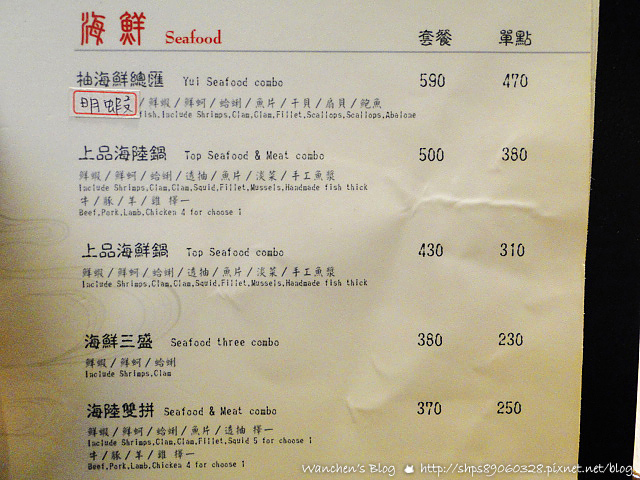 海鮮 Seafood 套餐 單點
柚海鮮總匯 Yui Seafood combo 590 470
明蝦 /鮮蝦/鮮蚵/蛤蜊/魚片/干貝/扇貝/鮑魚
fish,Include Shrimps,Clam,Clam,Fillet,Scallops,Scallops,Abalone
上品海陸鍋 Top Seafood & Meat combo 500 380
鮮蝦/鮮蚵/蛤蜊/透抽/魚片/淡菜/手工魚漿
Include Shrimps,Clam,Clam,Squid,Fillet,Mussels,Handmade fish thick
牛/豚/羊/雞 擇一
Beef,Pork,Lamb,Chicken 4 for choose 1
上品海鮮鍋 Top Seafood combo 430 310
鮮蝦/鮮蚵/蛤蜊/透抽/魚片/淡菜/手工魚漿
Include Shrimps,Clam,Clam,Squid,Fillet,Mussels,Handmade fish thick
海鮮三盛 Seafood three combo 380 230
鮮蝦/鮮蚵/蛤蜊
Include Shrimps,Clam
海陸雙拼 Seafood & Meat combo 370 250
鮮蝦/鮮蚵/蛤蜊/魚片/透抽 擇一
Include Shrimps,Clam,Clam,Fillet,Squid 5 for choose 1
牛/豚/羊/雞 擇一
Beef,Pork,Lamb,Chicken 4 for choose 1
Wanchen's Blog http://shps89060328.pixnet.net/blog